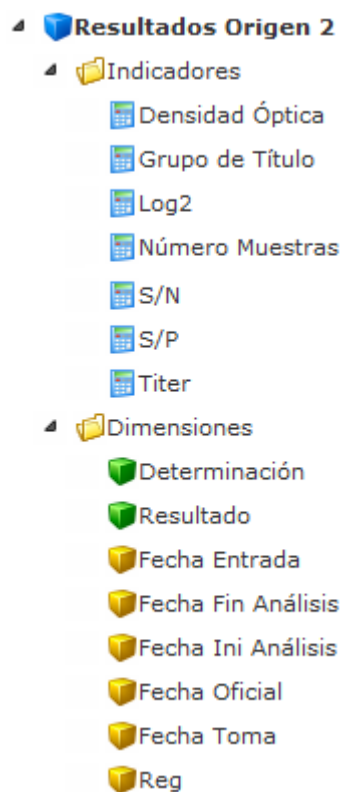 Resultados Origen 2
Indicadores
Densidad Óptica
Grupo de Título
Log2
Número Muestras
S/N
S/P
Titer
Dimensiones
Determinación
Resultado
Fecha Entrada
Fecha Fin Análisis
Fecha Ini Análisis
Fecha Oficial
Fecha Toma
Reg